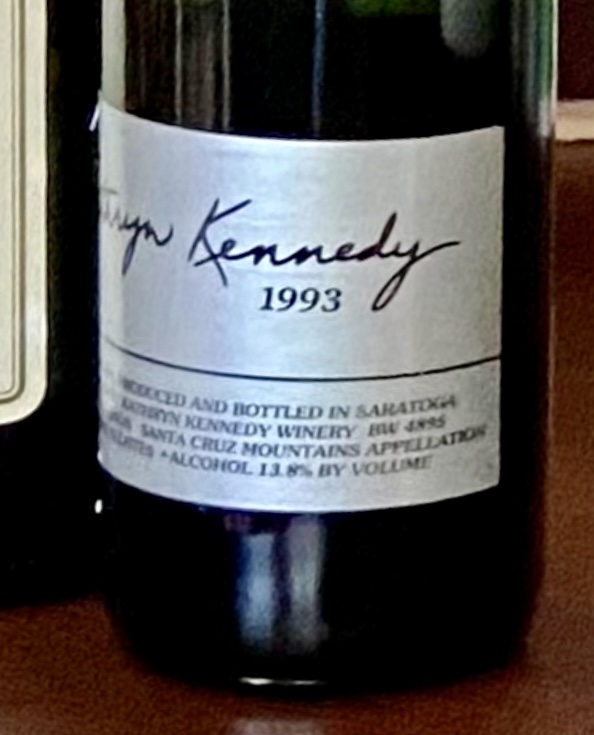 Kennedy
1993
PRODUCED AND BOTTLED IN SARATOGA
KATHRYN KENNEDY WINERY BW 4895
SANTA CRUZ MOUNTAINS APPELLATION
•ALCOHOL 13.8% BY VOLUME